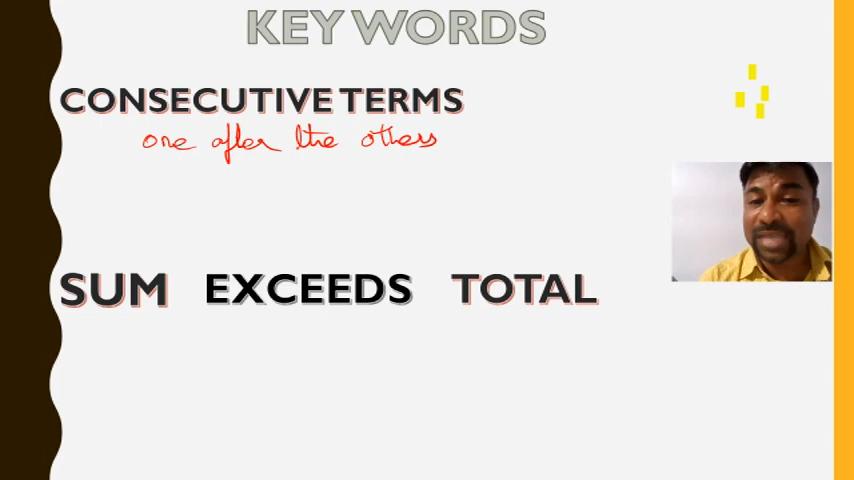 KEY WORDS
CONSECUTIVE TERMS
one after the others
SUM EXCEEDS TOTAL